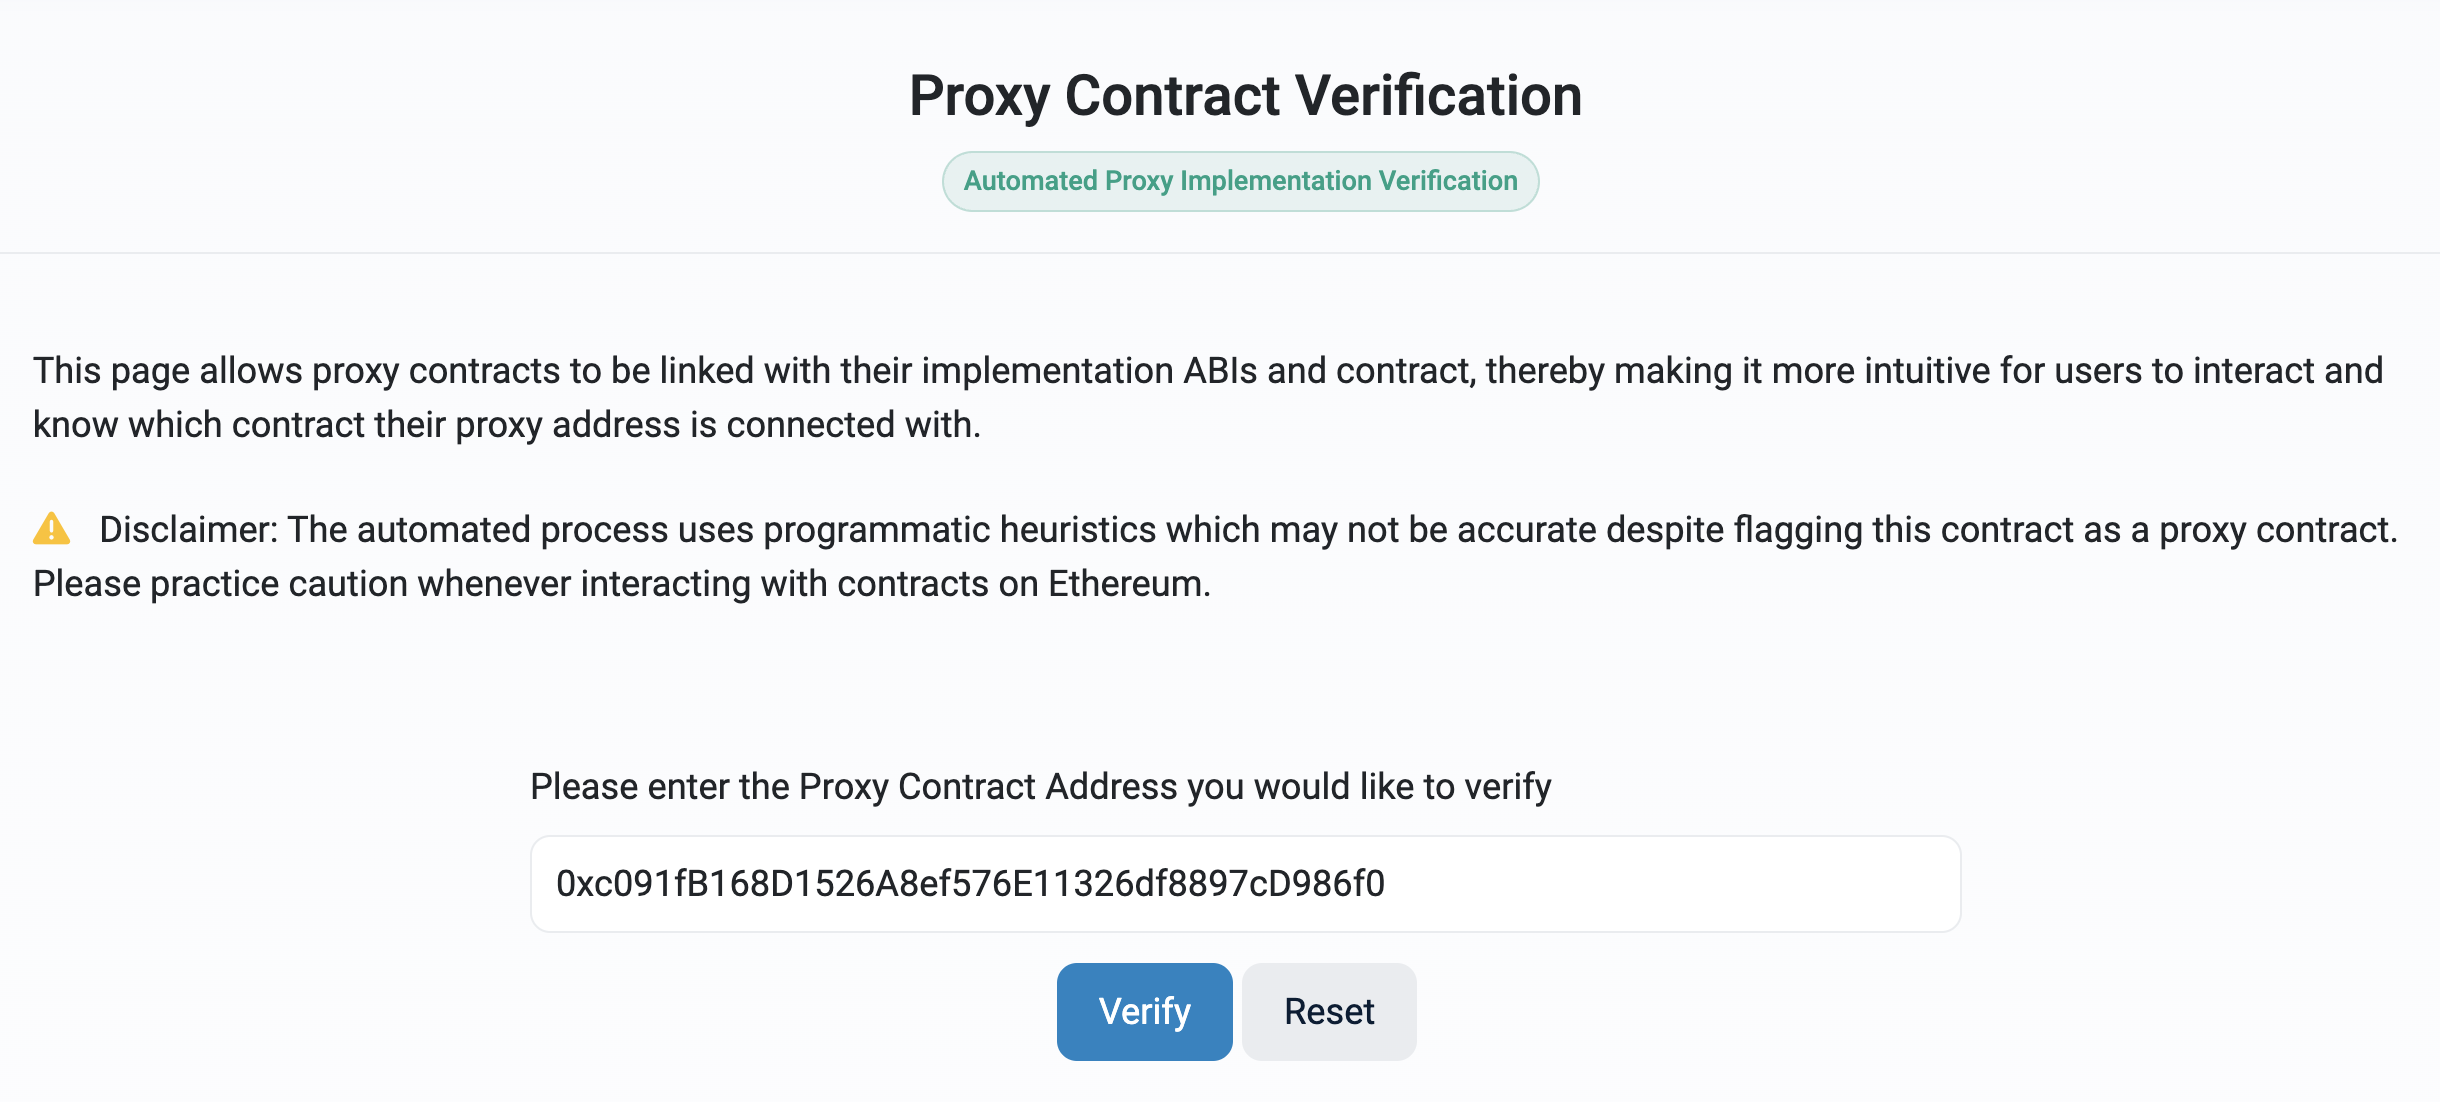 Proxy Contract Verification
Automated Proxy Implementation Verification
This page allows proxy contracts to be linked with their implementation ABIs and contract, thereby making it more intuitive for users to interact and
know which contract their proxy address is connected with.
Disclaimer: The automated process uses programmatic heuristics which may not be accurate despite flagging this contract as a proxy contract.
Please practice caution whenever interacting with contracts on Ethereum.
Please enter the Proxy Contract Address you would like to verify
0xc091fB168D1526A8ef576E11326df8897cD986f0
Verify Reset